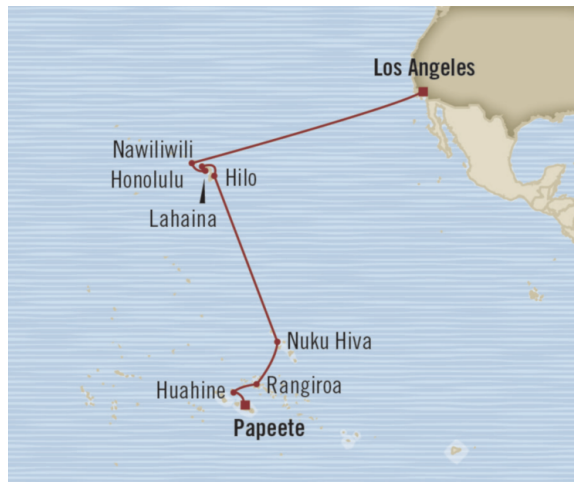 Los Angeles
Nawiliwili
Honolulu
Hilo
Lahaina
Nuku Hiva
Huahine
Rangiroa
Papeete